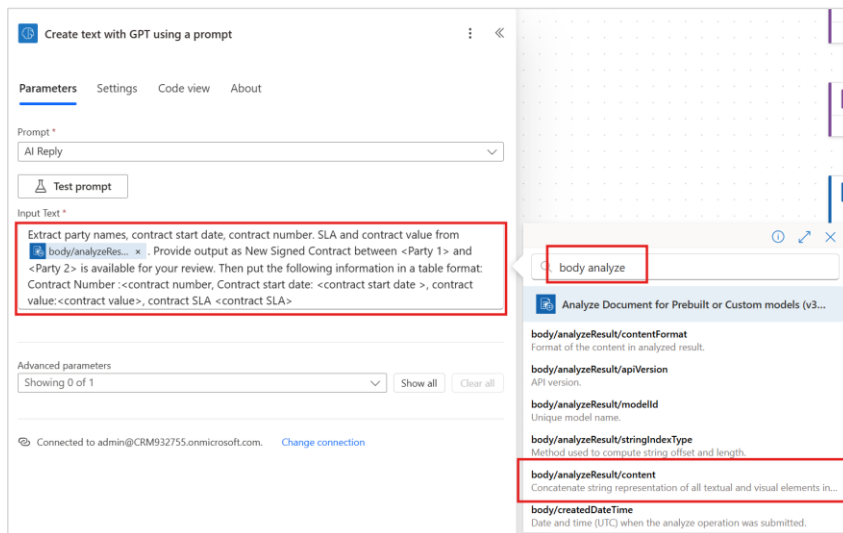 Create text with GPT using a prompt
Parameters
Settings
Code view
About
Prompt *
AI Reply
Test prompt
Input Text *
Extract party names, contract start date, contract number. SLA and contract value from
body/analyzeRes... × . Provide output as New Signed Contract between <Party 1> and
<Party 2> is available for your review. Then put the following information in a table format:
Contract Number :<contract number, Contract start date: <contract start date >, contract
value:<contract value>, contract SLA <contract SLA>
Advanced parameters
Showing 0 of 1
Show all
Clear all
Connected to admin@CRM932755.onmicrosoft.com.
Change connection
body analyze
Analyze Document for Prebuilt or Custom models (v3...
body/analyzeResult/contentFormat
Format of the content in analyzed result.
body/analyzeResult/apiVersion
API version.
body/analyzeResult/modelId
Unique model name.
body/analyzeResult/stringIndexType
Method used to compute string offset and length.
body/analyzeResult/content
Concatenate string representation of all textual and visual elements in...
body/createdDateTime
Date and time (UTC) when the analyze operation was submitted.